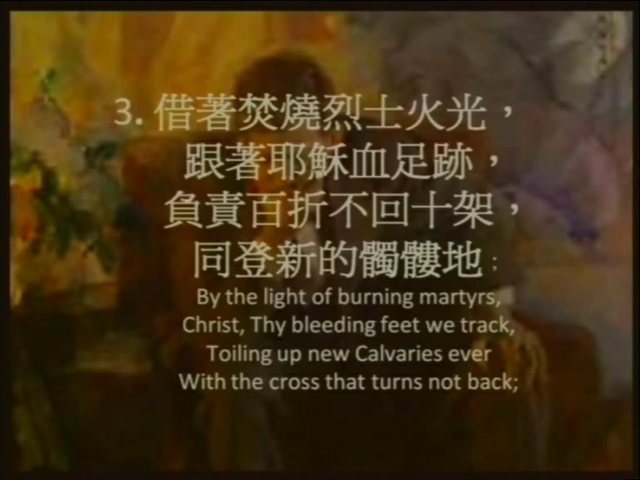 3. 借著焚燒烈士火光，
跟著耶穌血足跡，
負責百折不回十架，
同登新的髑髏地；
By the light of burning martyrs,
Christ, Thy bleeding feet we track,
Toiling up new Calvaries ever
With the cross that turns not back;